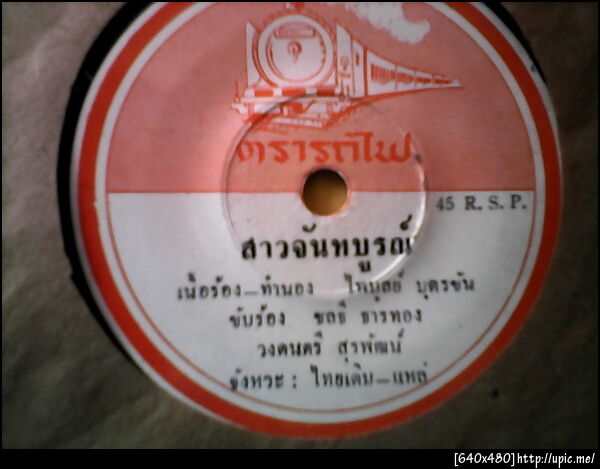 ตรารถไฟ
45 R. S. P.
สาวจันทบูรณ์
เนื้อร้อง–ทำนอง ไพบูลย์ บุตรขัน
ขับร้อง ชลธี ธารทอง
วงดนตรี สุรพัฒน์
จังหวะ : ไทยเดิม–แหล่
[640x480]http://upic.me/